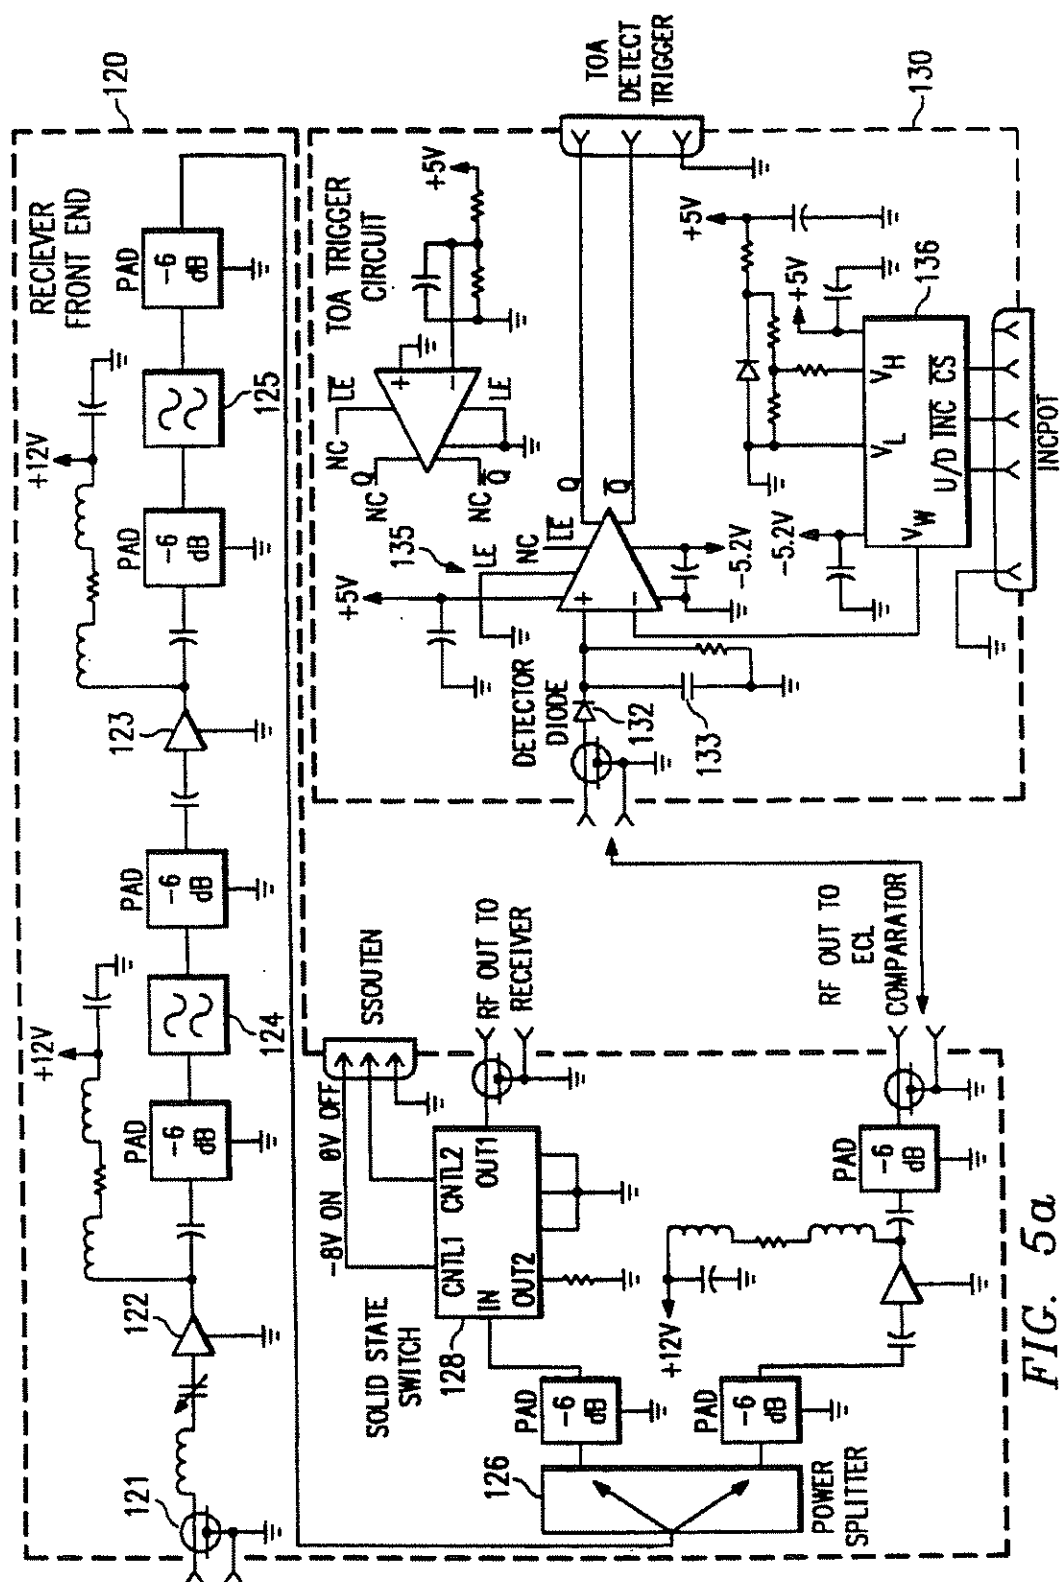 120
RECIEVER
FRONT END
121
122
+12V
PAD
-6
dB
124
PAD
-6
dB
123
+12V
PAD
-6
dB
125
PAD
-6
dB
126
POWER
SPLITTER
PAD
-6
dB
PAD
-6
dB
SOLID STATE
SWITCH
128
-8V ON
0V OFF
SSOUTEN
CNTL1
CNTL2
IN
OUT1
OUT2
RF OUT TO
RECEIVER
+12V
PAD
-6
dB
RF OUT TO
ECL
COMPARATOR
130
TOA TRIGGER
CIRCUIT
+5V
NC
LE
+
-
LE
NC
Q
NC
Q
DETECTOR
DIODE
132
133
+5V
135
LE
NC
LE
+
-
Q
Q
-5.2V
TOA
DETECT
TRIGGER
+5V
+5V
136
-5.2V
VW
VL
VH
U/D
INC
CS
INCPOT
FIG. 5a